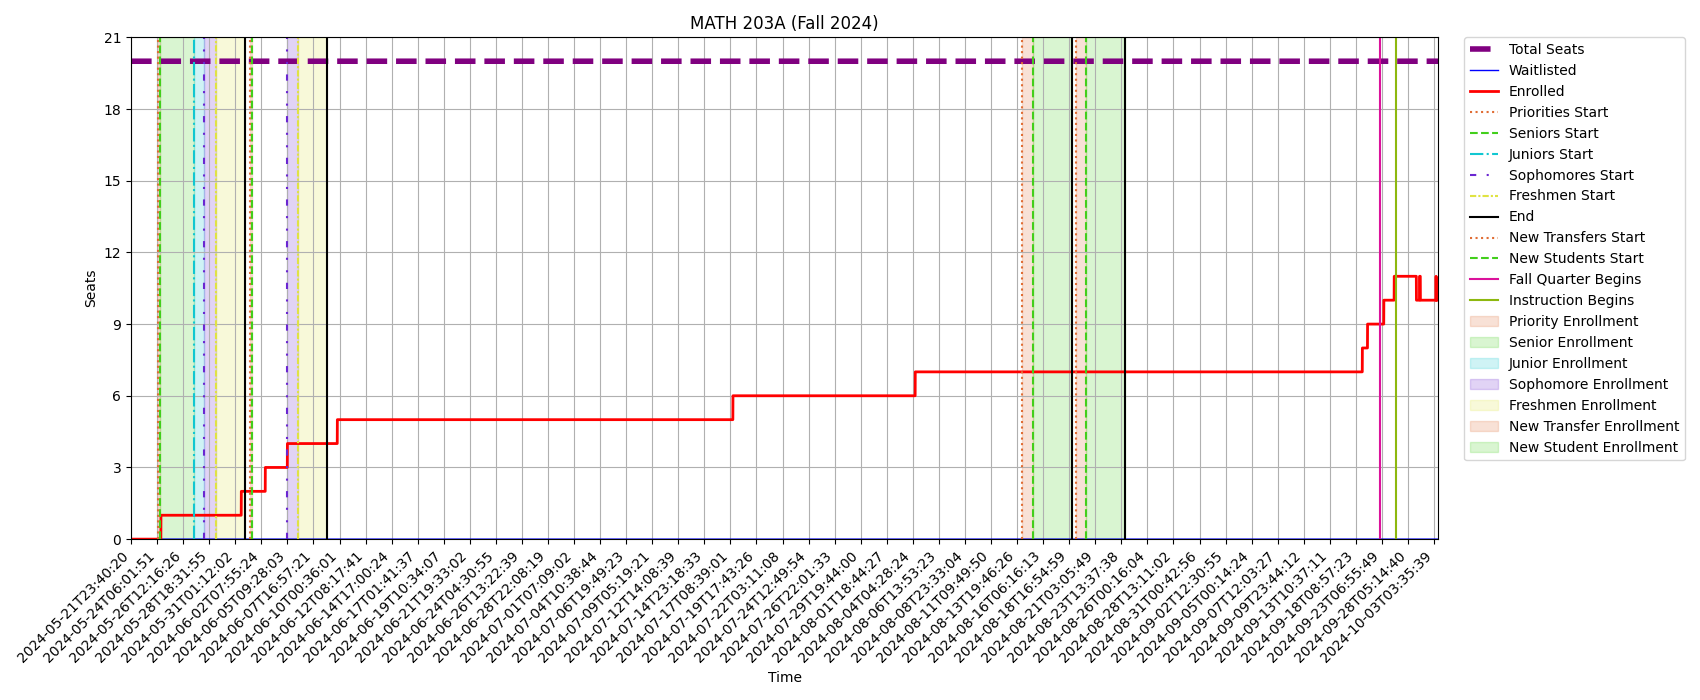 MATH 203A (Fall 2024)
21
18
15
12
9
6
3
0
Seats
2024-05-21T23:40:20
2024-05-24T06:01:51
2024-05-26T12:16:26
2024-05-28T18:31:55
2024-05-31T01:12:02
2024-06-02T07:55:24
2024-06-05T09:28:03
2024-06-07T16:57:21
2024-06-10T00:36:01
2024-06-12T08:17:41
2024-06-14T17:00:24
2024-06-17T01:41:37
2024-06-19T10:34:07
2024-06-21T19:33:02
2024-06-24T04:30:55
2024-06-26T13:22:39
2024-06-28T22:08:19
2024-07-01T07:09:02
2024-07-04T10:38:44
2024-07-06T19:49:23
2024-07-09T05:19:21
2024-07-12T14:08:39
2024-07-14T23:18:33
2024-07-17T08:39:01
2024-07-19T17:43:26
2024-07-22T03:11:08
2024-07-24T12:49:54
2024-07-26T22:01:33
2024-07-29T19:44:00
2024-08-01T18:44:27
2024-08-04T04:28:24
2024-08-06T13:53:23
2024-08-08T23:33:04
2024-08-11T09:49:50
2024-08-13T19:46:26
2024-08-16T06:16:13
2024-08-18T16:54:59
2024-08-21T03:05:49
2024-08-23T13:37:38
2024-08-26T00:16:04
2024-08-28T13:11:02
2024-08-31T00:42:56
2024-09-02T12:30:55
2024-09-05T00:14:24
2024-09-07T12:03:27
2024-09-09T23:44:12
2024-09-13T10:37:11
2024-09-18T08:57:23
2024-09-23T06:55:49
2024-09-28T05:14:40
2024-10-03T03:35:39
Time
Total Seats
Waitlisted
Enrolled
Priorities Start
Seniors Start
Juniors Start
Sophomores Start
Freshmen Start
End
New Transfers Start
New Students Start
Fall Quarter Begins
Instruction Begins
Priority Enrollment
Senior Enrollment
Junior Enrollment
Sophomore Enrollment
Freshmen Enrollment
New Transfer Enrollment
New Student Enrollment